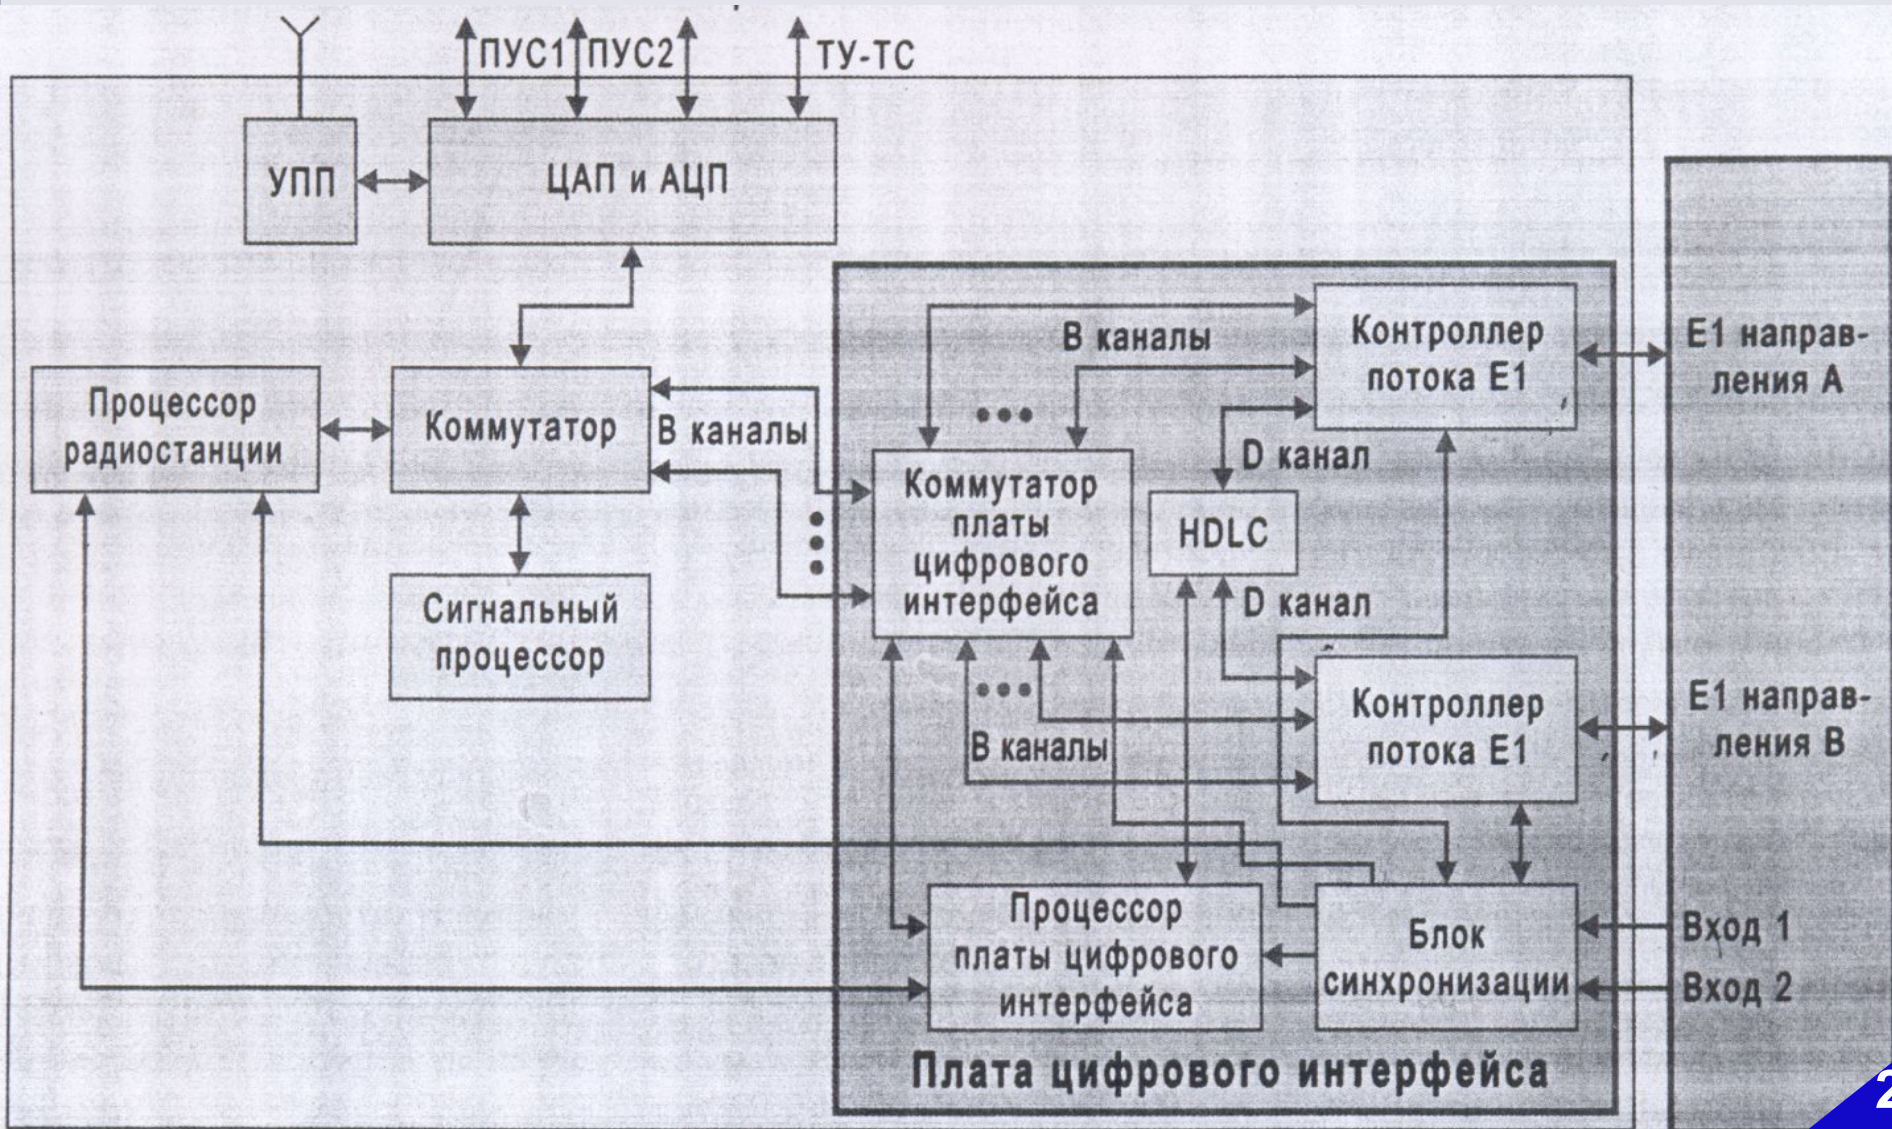 ПУС1
ПУС2
ТУ-ТС
УПП
ЦАП и АЦП
Процессор
радиостанции
Коммутатор
В каналы
Сигнальный
процессор
В каналы
Контроллер
потока Е1
Е1 направ-
ления А
D канал
Коммутатор
платы
цифрового
интерфейса
HDLC
D канал
В каналы
Контроллер
потока Е1
Е1 направ-
ления В
Процессор
платы цифрового
интерфейса
Блок
синхронизации
Вход 1
Вход 2
Плата цифрового интерфейса